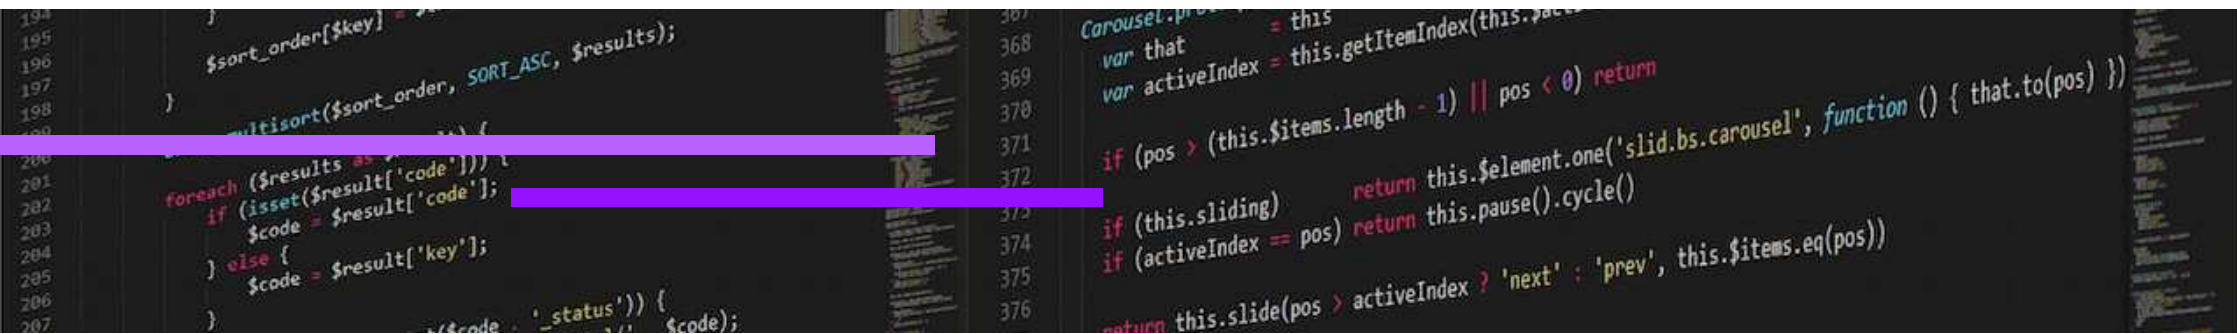 194
}
195
$sort_order[$key]
196
197
}
198
ultisort($sort_order, SORT_ASC, $results);
200
foreach ($results as
201
if (isset($result['code'])) {
202
$code = $result['code'];
203
} else {
204
$code = $result['key'];
205
206
}
207
'_status')) {
$code);
367
Carousel.
368
var that = this
369
var activeIndex = this.getItemIndex(this.
370
371
if (pos > (this.$items.length - 1) || pos < 0) return
372
373
if (this.sliding) return this.$element.one('slid.bs.carousel', function () { that.to(pos) })
374
if (activeIndex == pos) return this.pause().cycle()
375
376
return this.slide(pos > activeIndex ? 'next' : 'prev', this.$items.eq(pos))